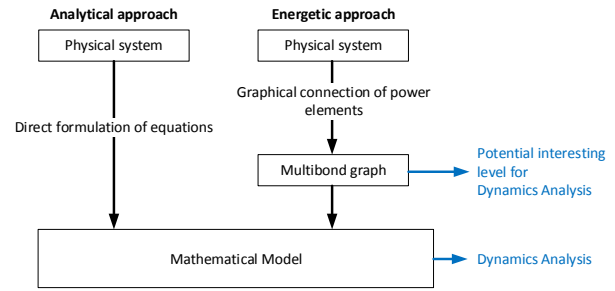 Analytical approach
Energetic approach
Physical system
Physical system
Graphical connection of power
elements
Direct formulation of equations
Multibond graph
Potential interesting
level for
Dynamics Analysis
Mathematical Model
Dynamics Analysis